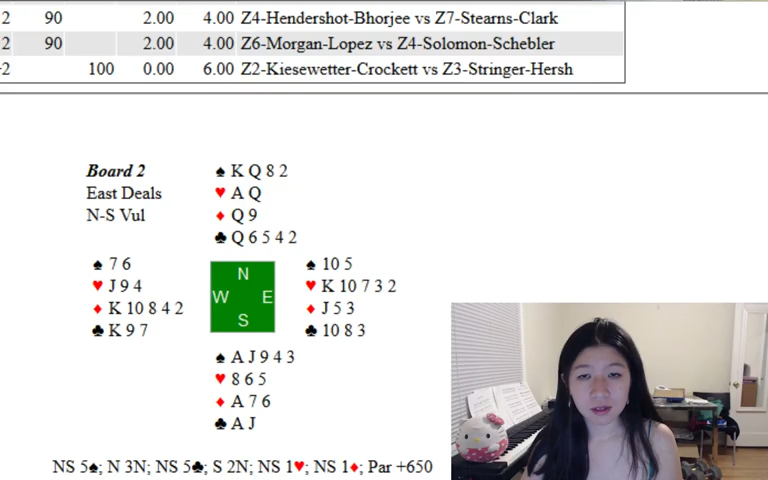 2 90 2.00 4.00 Z4-Hendershot-Bhorjee vs Z7-Stearns-Clark
2 90 2.00 4.00 Z6-Morgan-Lopez vs Z4-Solomon-Schebler
-2 100 0.00 6.00 Z2-Kiesewetter-Crockett vs Z3-Stringer-Hersh
Board 2
East Deals
N-S Vul
♠ K Q 8 2
♥ A Q
♦ Q 9
♣ Q 6 5 4 2
♠ 7 6
♥ J 9 4
♦ K 10 8 4 2
♣ K 9 7
N
W E
S
♠ 10 5
♥ K 10 7 3 2
♦ J 5 3
♣ 10 8 3
♠ A J 9 4 3
♥ 8 6 5
♦ A 7 6
♣ A J
NS 5♠; N 3N; NS 5♣; S 2N; NS 1♥; NS 1♦; Par +650